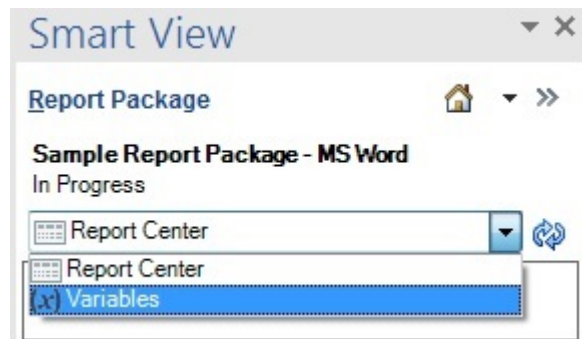 Smart View
Report Package
Sample Report Package - MS Word
In Progress
Report Center
Report Center
(x) Variables